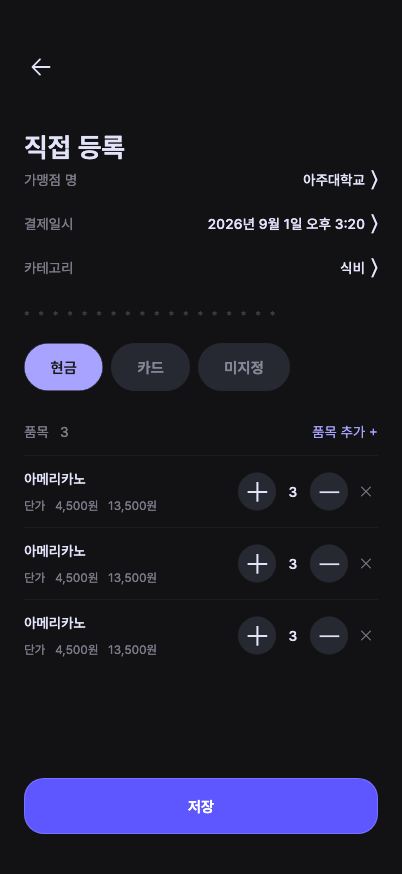 직접 등록
가맹점 명 아주대학교
결제일시 2026년 9월 1일 오후 3:20
카테고리 식비
현금 카드 미지정
품목 3 품목 추가 +
아메리카노
단가 4,500원 13,500원
3
아메리카노
단가 4,500원 13,500원
3
아메리카노
단가 4,500원 13,500원
3
저장